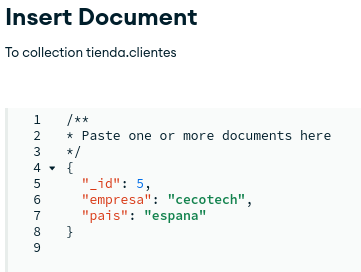 Insert Document
To collection tienda.clientes
1 /**
2 * Paste one or more documents here
3 */
4 {
5 "_id": 5,
6 "empresa": "cecotech",
7 "pais": "espana"
8 }
9